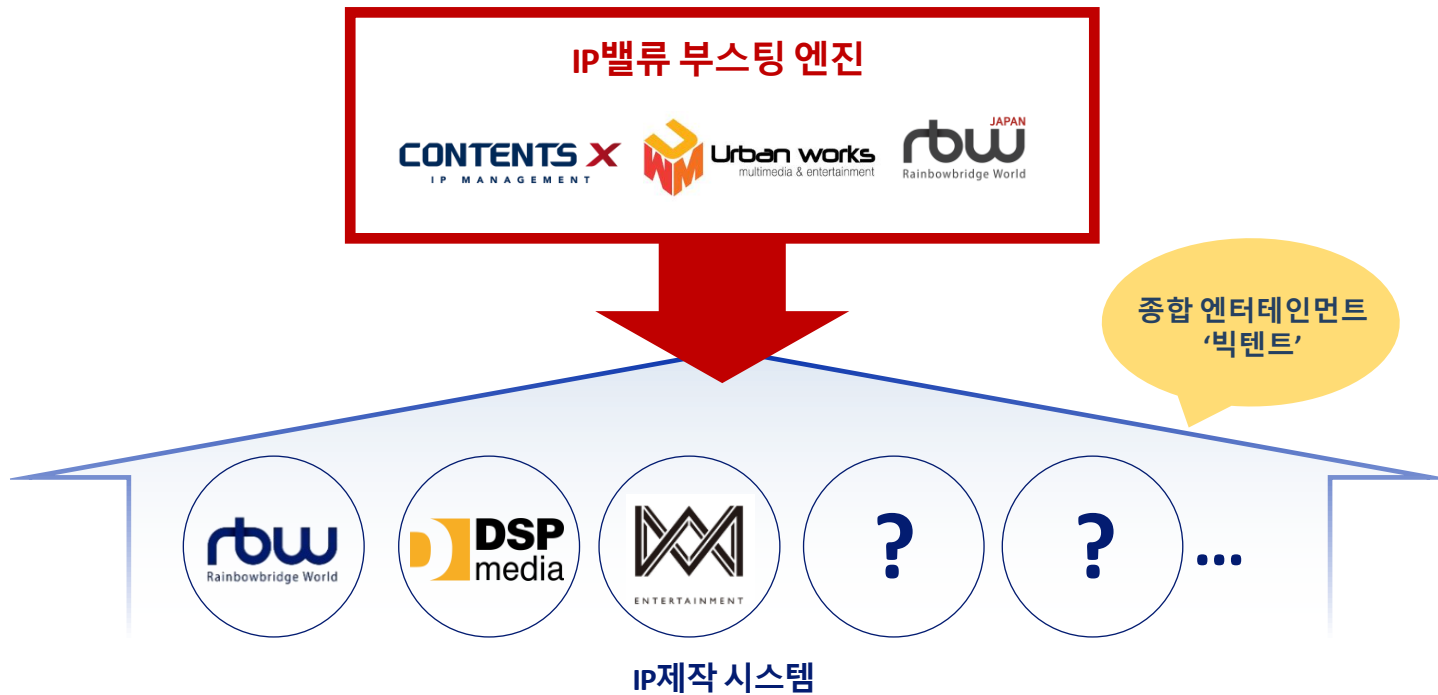 IP밸류 부스팅 엔진
CONTENTS X
IP MANAGEMENT
UWM
Urban works
multimedia & entertainment
JAPAN
rbw
Rainbowbridge World
종합 엔터테인먼트
‘빅텐트’
rbw
Rainbowbridge World
D DSP
media
WM
ENTERTAINMENT
?
?
...
IP제작 시스템